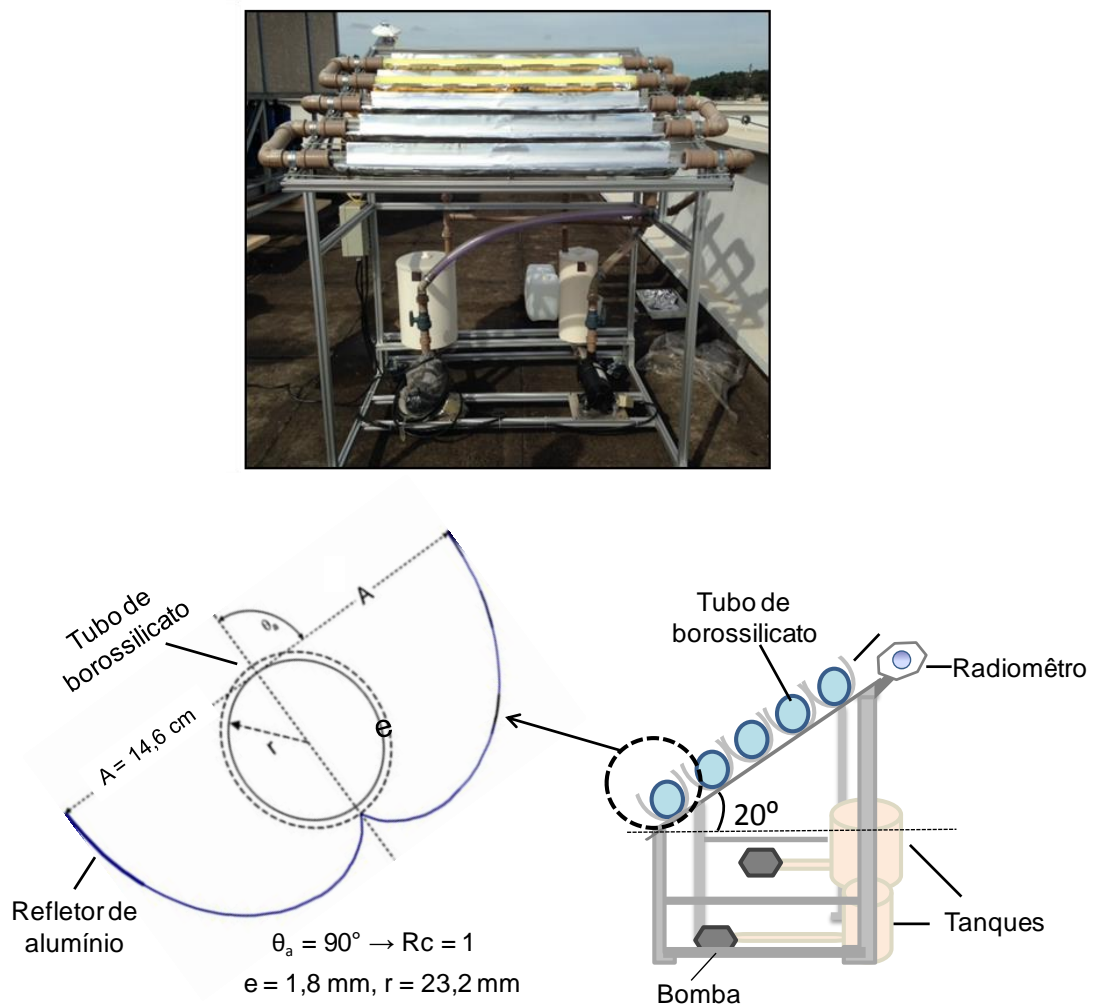 Tubo de
borossilicato
θₐ
A
A = 14,6 cm
r
e
Refletor de
alumínio
θₐ = 90° → Rc = 1
e = 1,8 mm, r = 23,2 mm
Tubo de
borossilicato
Radiomêtro
20º
Tanques
Bomba